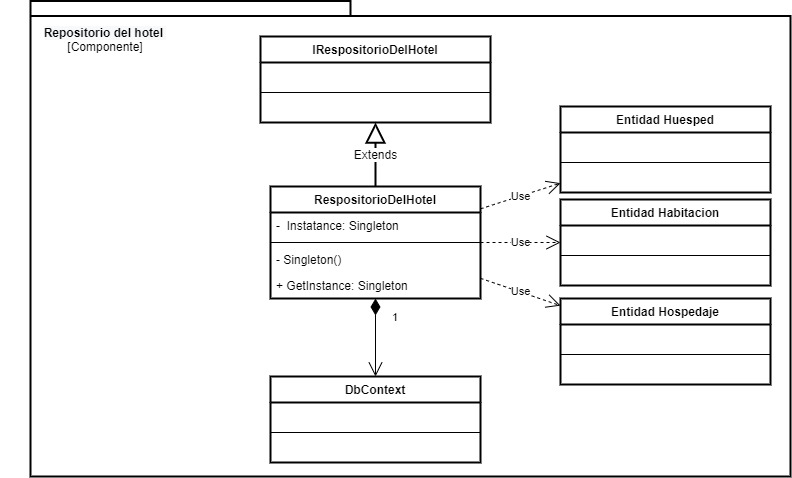 Repositorio del hotel
[Componente]
IRespositorioDelHotel
Extends
RespositorioDelHotel
- Instatance: Singleton
- Singleton()
+ GetInstance: Singleton
1
DbContext
Use
Entidad Huesped
Use
Entidad Habitacion
Use
Entidad Hospedaje